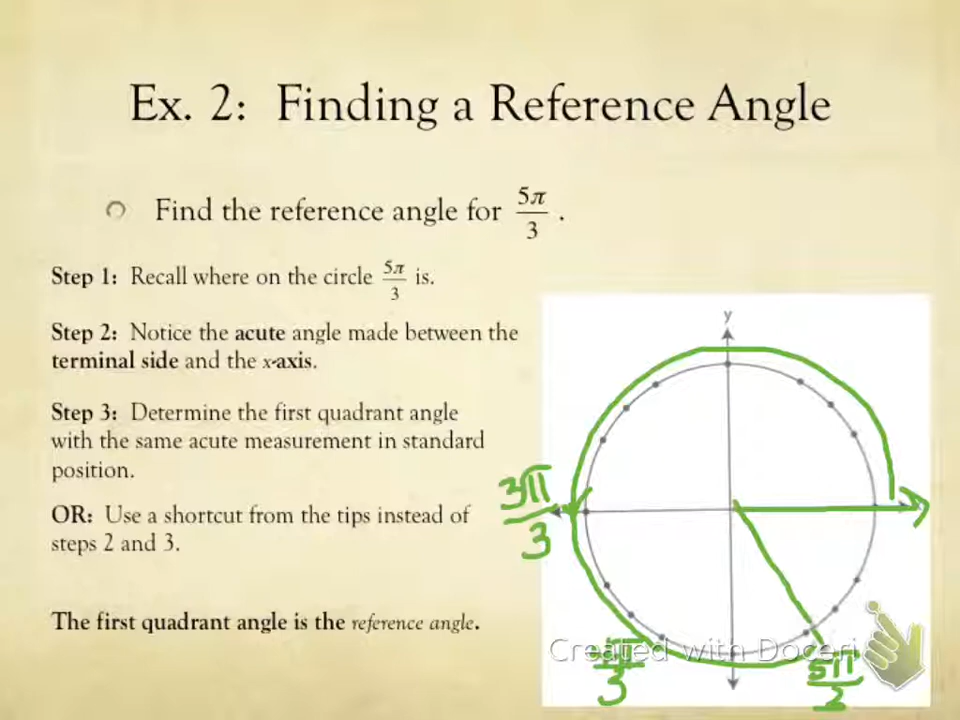 Ex. 2: Finding a Reference Angle
Find the reference angle for 5π/3 .
Step 1: Recall where on the circle 5π/3 is.
Step 2: Notice the acute angle made between the
terminal side and the x-axis.
Step 3: Determine the first quadrant angle
with the same acute measurement in standard
position.
OR: Use a shortcut from the tips instead of
steps 2 and 3.
The first quadrant angle is the reference angle.
y
3π/3
Created with Doceri